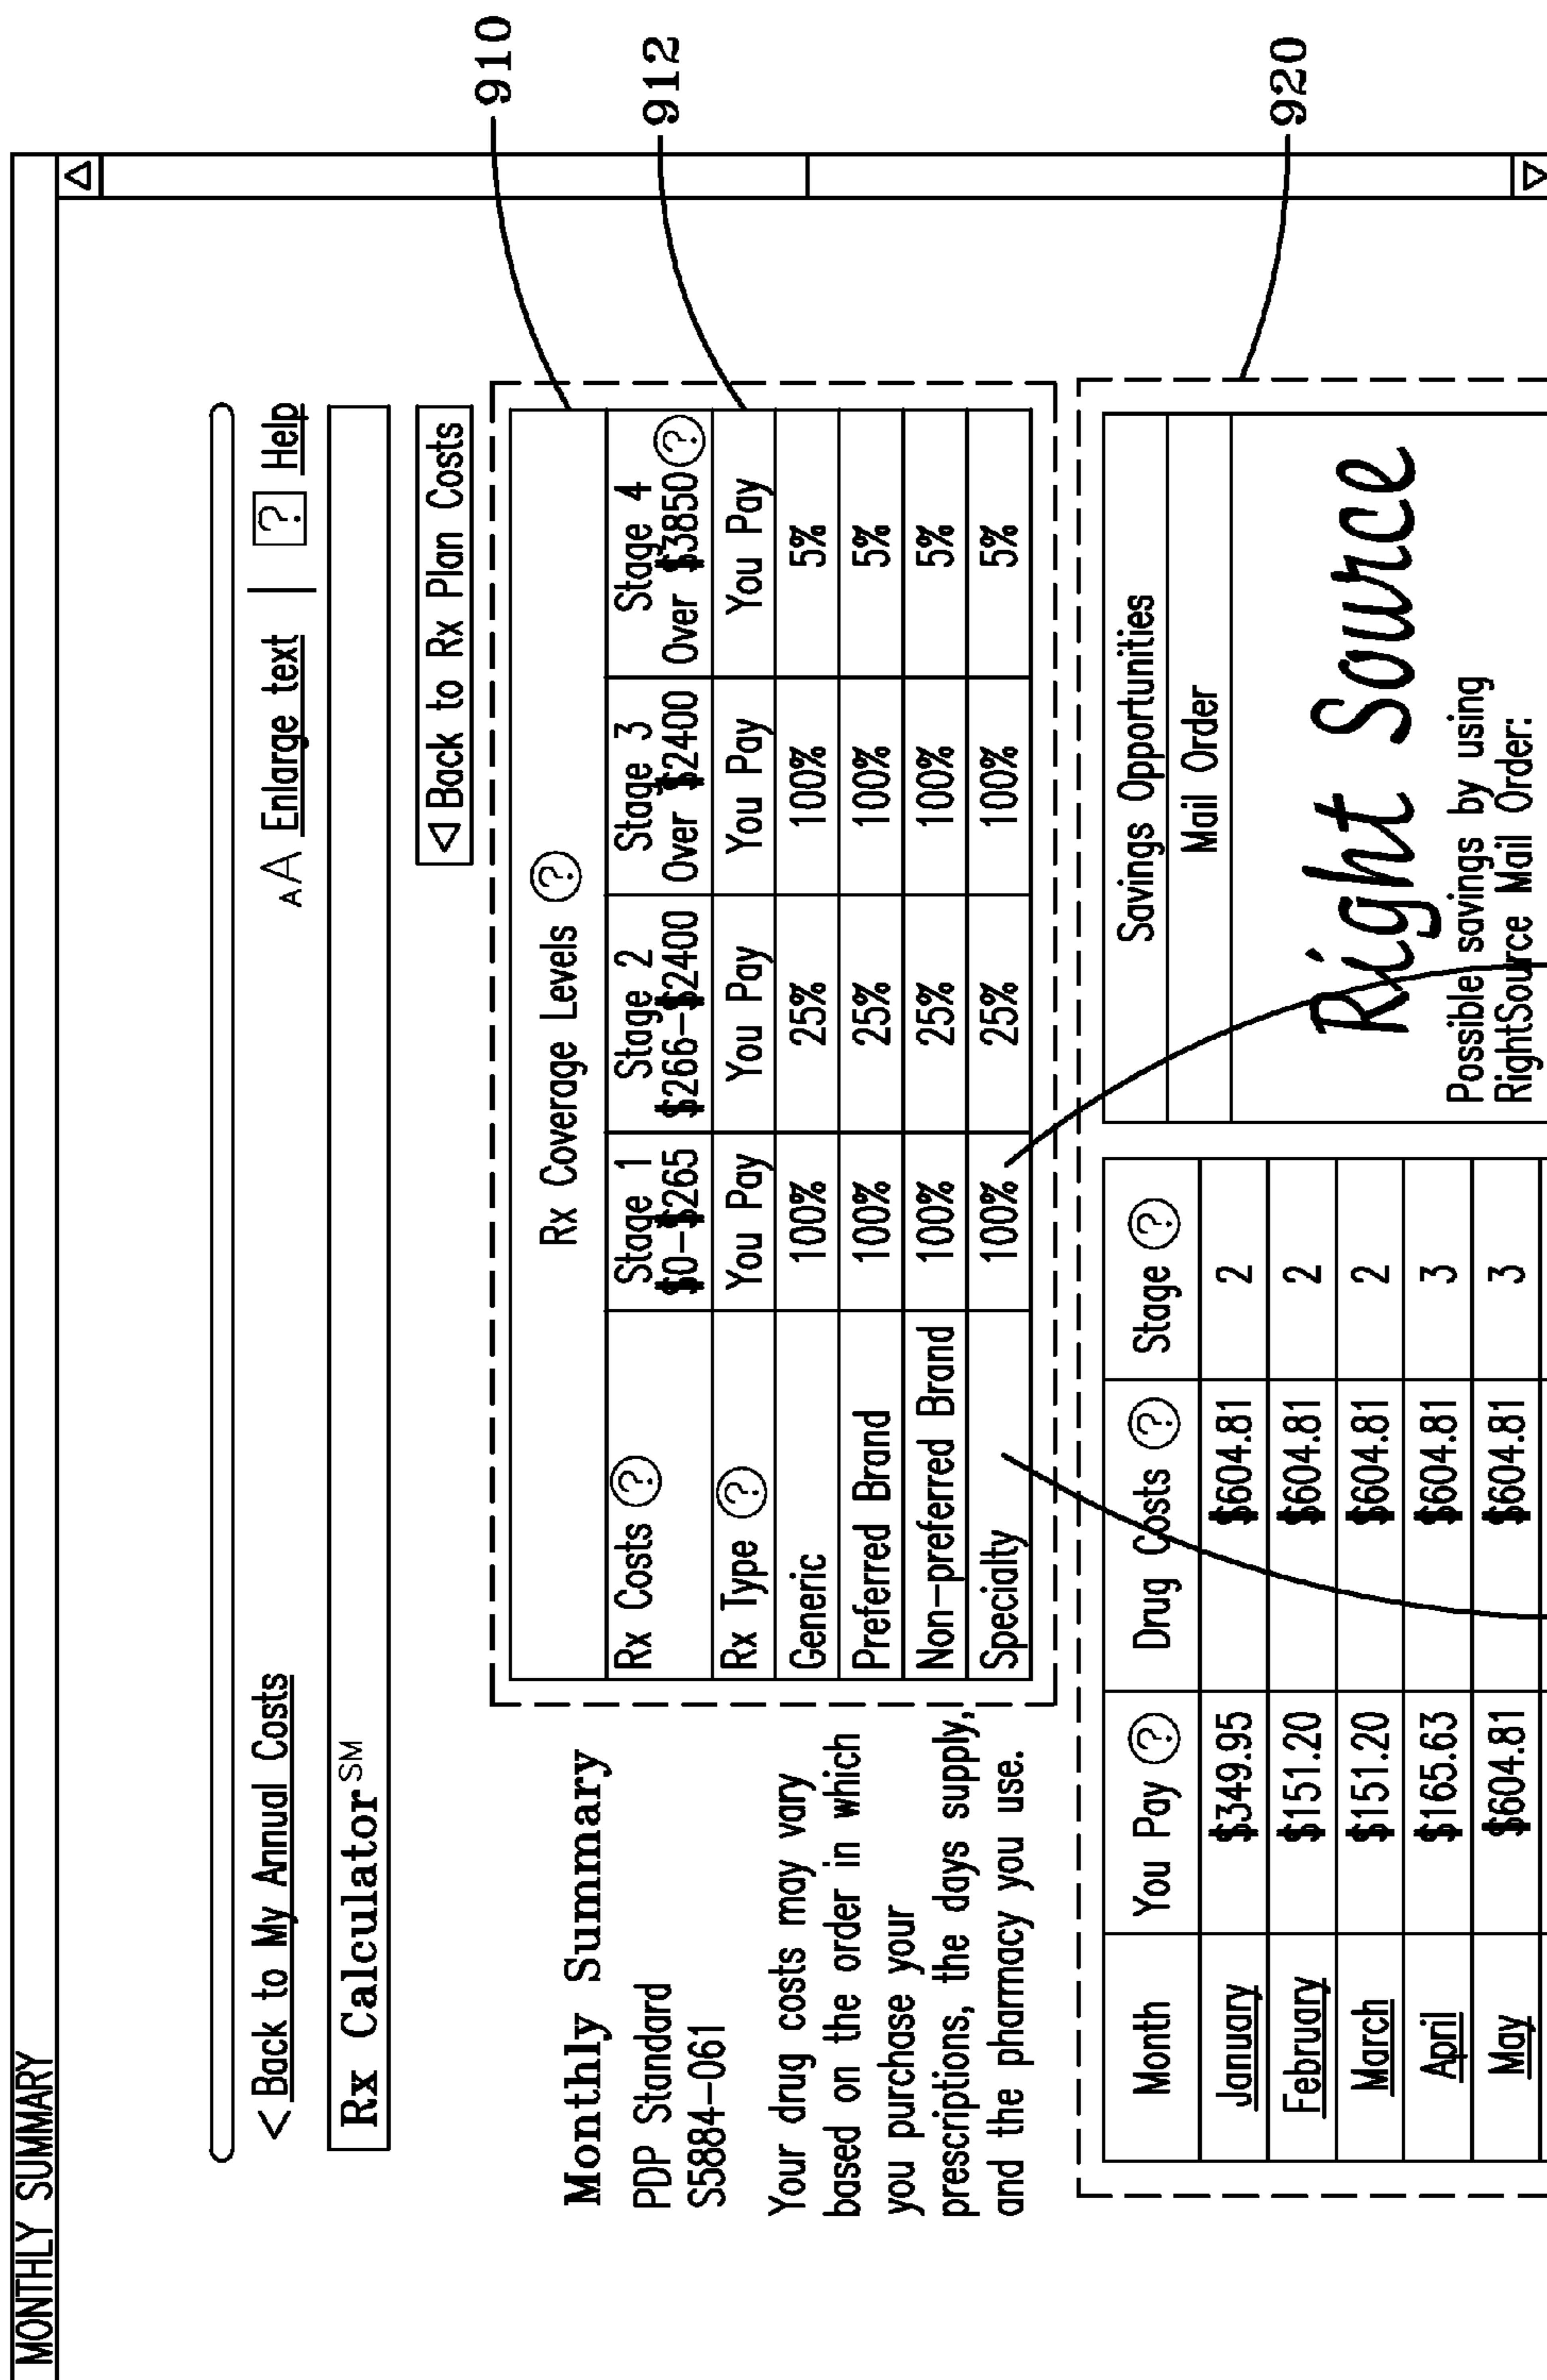 MONTHLY SUMMARY
< Back to My Annual Costs
AA Enlarge text | ? Help
Rx Calculator SM
Back to Rx Plan Costs
Monthly Summary
PDP Standard
S5884-061
Your drug costs may vary
based on the order in which
you purchase your
prescriptions, the days supply,
and the pharmacy you use.
Rx Coverage Levels ?
Rx Costs ? Stage 1 $0-$265 Stage 2 $266-$2400 Stage 3 Over $2400 Stage 4 Over $3850 ?
Rx Type ? You Pay You Pay You Pay You Pay
Generic 100% 25% 100% 5%
Preferred Brand 100% 25% 100% 5%
Non-preferred Brand 100% 25% 100% 5%
Specialty 100% 25% 100% 5%
910
912
Month You Pay ? Drug Costs ? Stage ?
January $349.95 $604.81 2
February $151.20 $604.81 2
March $151.20 $604.81 2
April $165.63 $604.81 3
May $604.81 $604.81 3
Savings Opportunities
Mail Order
Right Source
Possible savings by using
RightSource Mail Order:
920